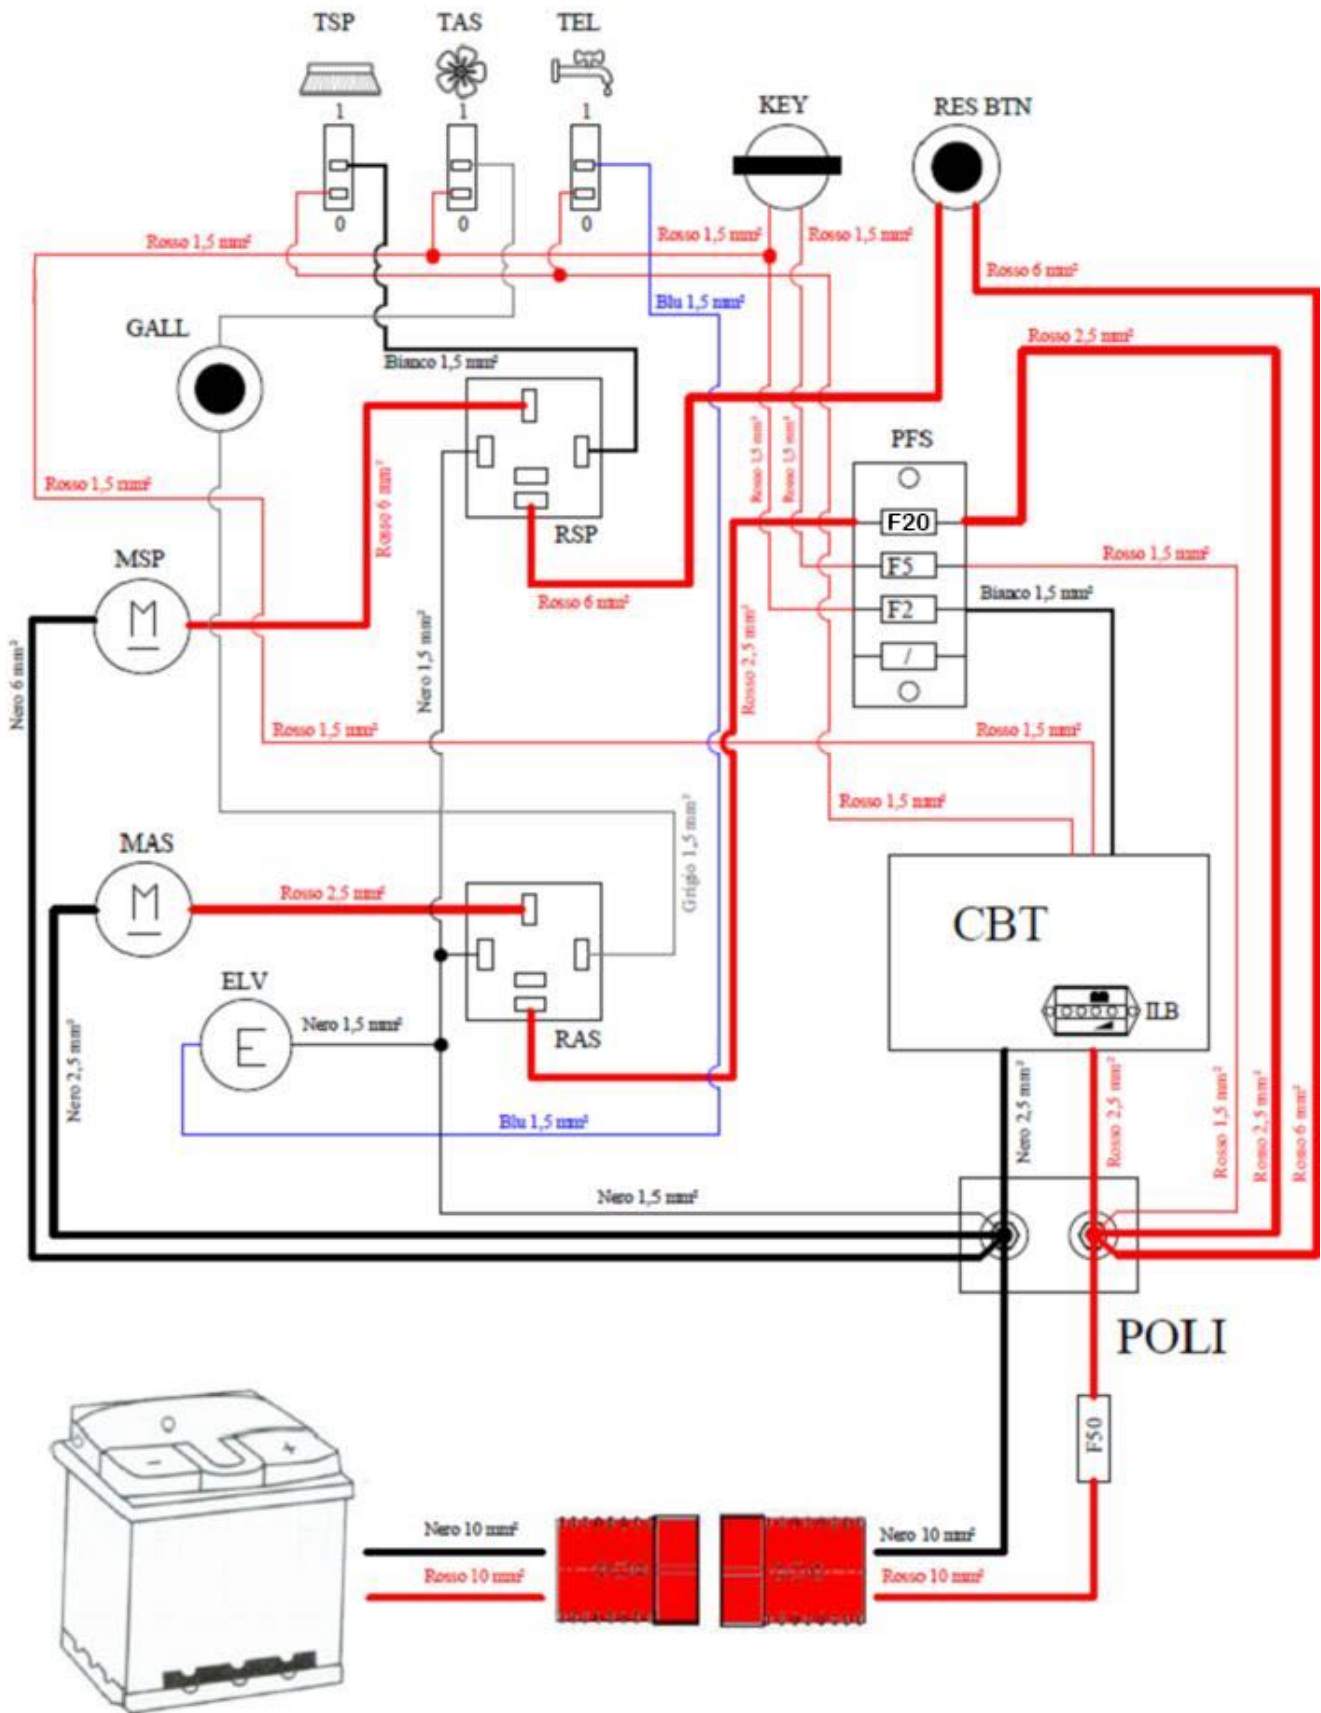 TSP TAS TEL
1 1 1
KEY RES BTN
0 0 0
Rosso 1,5 mm² Rosso 1,5 mm² Rosso 1,5 mm²
Rosso 6 mm²
Blu 1,5 mm²
GALL
Rosso 2,5 mm²
Bianco 1,5 mm²
PFS
Rosso 1,5 mm²
Rosso 1,5 mm²
Rosso 1,5 mm²
Rosso 6 mm²
F20
RSP
MSP
Rosso 1,5 mm²
F5
Bianco 1,5 mm²
Rosso 6 mm²
F2
M
Nero 6 mm²
Nero 1,5 mm²
Rosso 2,5 mm²
/
Rosso 1,5 mm² Rosso 1,5 mm²
Rosso 1,5 mm²
MAS
Grigio 1,5 mm²
Rosso 2,5 mm²
M
CBT
ELV
Nero 1,5 mm²
ILB
RAS
E
Nero 2,5 mm²
Blu 1,5 mm²
Nero 2,5 mm²
Rosso 2,5 mm²
Rosso 1,5 mm²
Rosso 2,5 mm²
Rosso 6 mm²
Nero 1,5 mm²
POLI
F50
- +
Nero 10 mm² Nero 10 mm²
Rosso 10 mm² Rosso 10 mm²